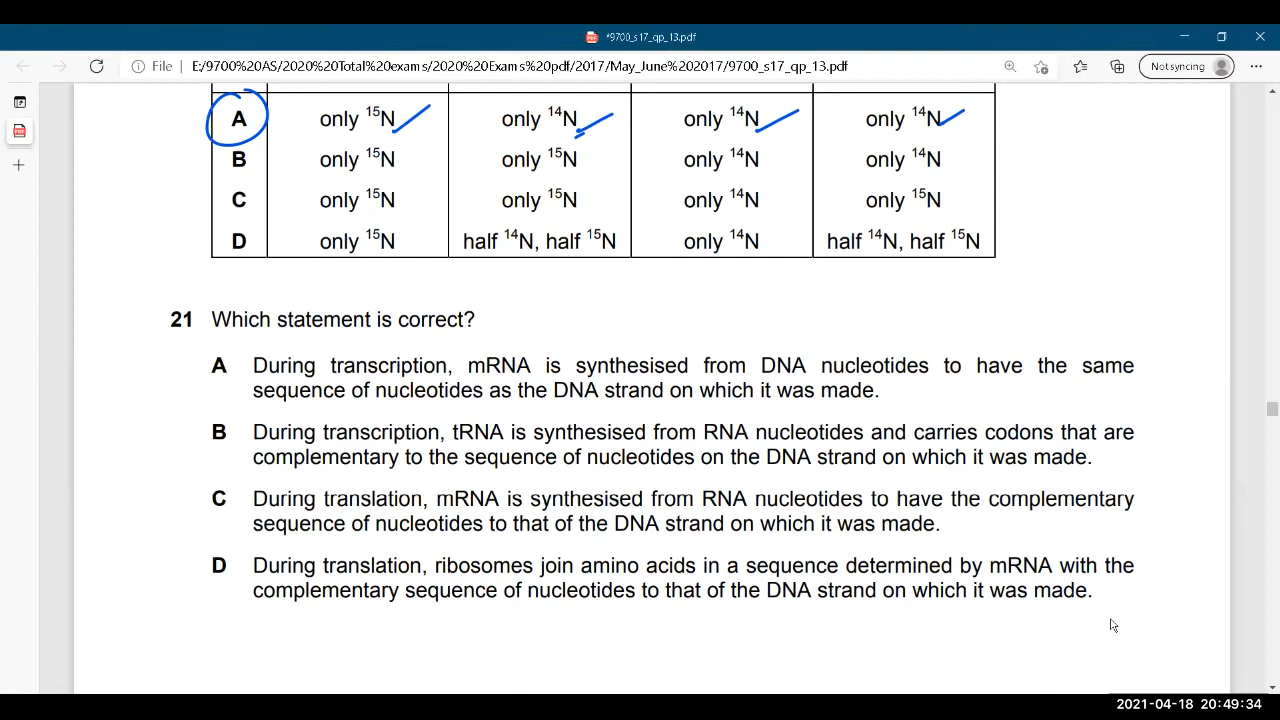 *9700_s17_qp_13.pdf
File | E:/9700%20AS/2020%20Total%20exams/2020%20Exams%20pdf/2017/May_June%202017/9700_s17_qp_13.pdf
Not syncing
A only ¹⁵N only ¹⁴N only ¹⁴N only ¹⁴N
B only ¹⁵N only ¹⁵N only ¹⁴N only ¹⁴N
C only ¹⁵N only ¹⁵N only ¹⁴N only ¹⁵N
D only ¹⁵N half ¹⁴N, half ¹⁵N only ¹⁴N half ¹⁴N, half ¹⁵N
21 Which statement is correct?
A During transcription, mRNA is synthesised from DNA nucleotides to have the same
sequence of nucleotides as the DNA strand on which it was made.
B During transcription, tRNA is synthesised from RNA nucleotides and carries codons that are
complementary to the sequence of nucleotides on the DNA strand on which it was made.
C During translation, mRNA is synthesised from RNA nucleotides to have the complementary
sequence of nucleotides to that of the DNA strand on which it was made.
D During translation, ribosomes join amino acids in a sequence determined by mRNA with the
complementary sequence of nucleotides to that of the DNA strand on which it was made.
2021-04-18 20:49:34